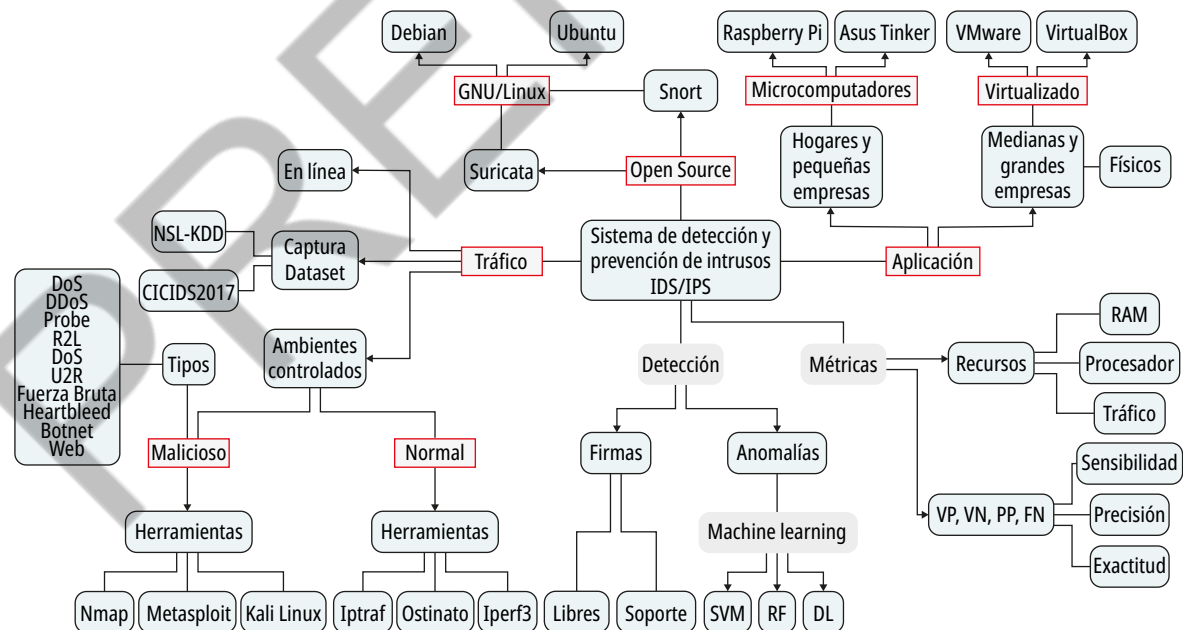 Debian
Ubuntu
Raspberry Pi
Asus Tinker
VMware
VirtualBox
GNU/Linux
Snort
Microcomputadores
Virtualizado
En línea
Suricata
Open Source
Hogares y
pequeñas
empresas
Medianas y
grandes
empresas
Físicos
NSL-KDD
CICIDS2017
Captura
Dataset
Tráfico
Sistema de detección y
prevención de intrusos
IDS/IPS
Aplicación
DoS
DDoS
Probe
R2L
DoS
U2R
Fuerza Bruta
Heartbleed
Botnet
Web
Tipos
Ambientes
controlados
Detección
Métricas
Recursos
RAM
Procesador
Tráfico
Malicioso
Normal
Firmas
Anomalías
Sensibilidad
VP, VN, PP, FN
Precisión
Exactitud
Herramientas
Herramientas
Machine learning
Nmap
Metasploit
Kali Linux
Iptraf
Ostinato
Iperf3
Libres
Soporte
SVM
RF
DL